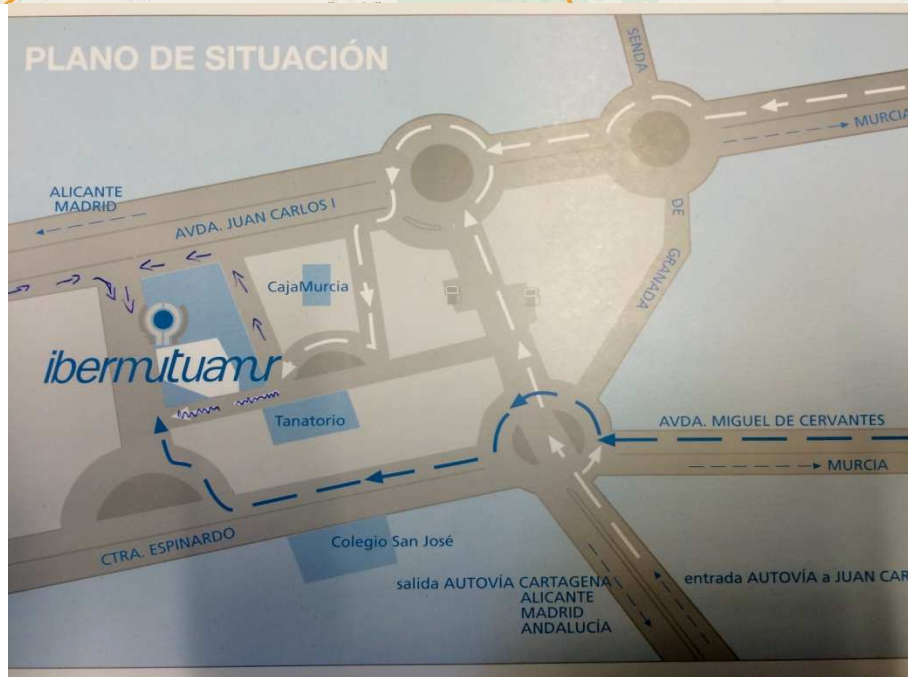 PLANO DE SITUACIÓN
SENDA
MURCIA
ALICANTE
MADRID
AVDA. JUAN CARLOS I
DE
GRANADA
CajaMurcia
ibermutuamur
Tanatorio
AVDA. MIGUEL DE CERVANTES
MURCIA
CTRA. ESPINARDO
Colegio San José
salida AUTOVÍA CARTAGENA
ALICANTE
MADRID
ANDALUCÍA
entrada AUTOVÍA a JUAN CAR